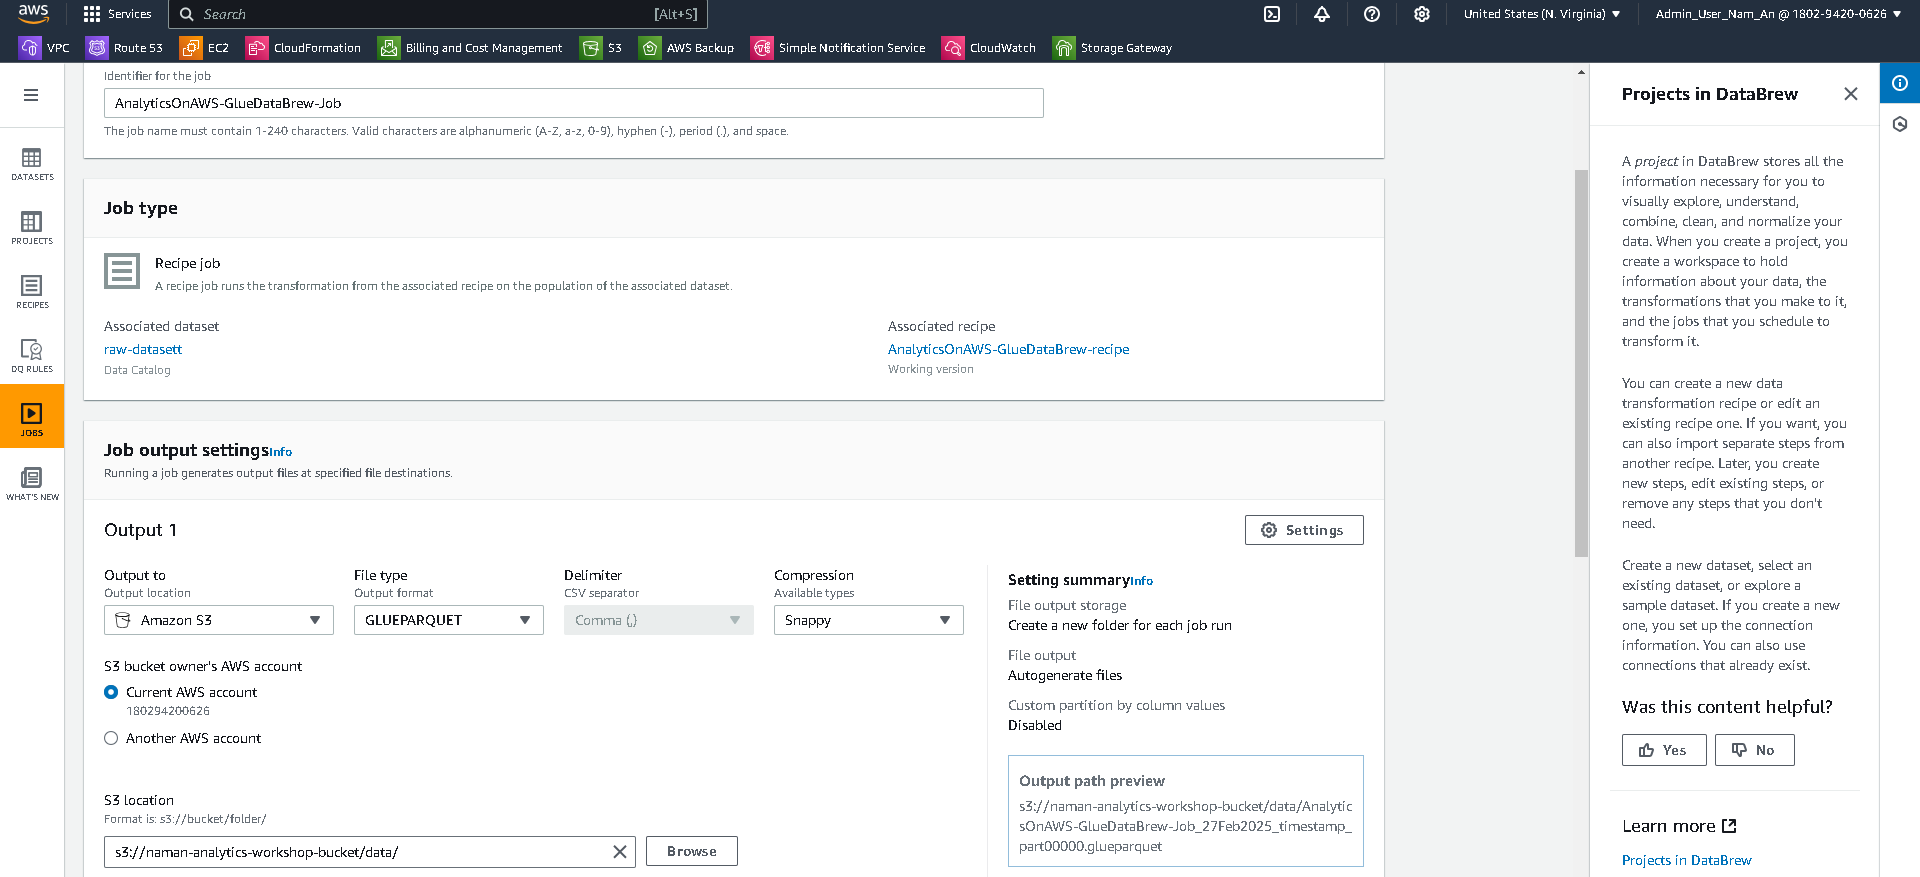 aws
Services
Search
[Alt+S]
United States (N. Virginia)
Admin_User_Nam_An @ 1802-9420-0626
VPC
Route 53
EC2
CloudFormation
Billing and Cost Management
S3
AWS Backup
Simple Notification Service
CloudWatch
Storage Gateway
DATASETS
PROJECTS
RECIPES
DQ RULES
JOBS
WHAT'S NEW
Identifier for the job
AnalyticsOnAWS-GlueDataBrew-Job
The job name must contain 1-240 characters. Valid characters are alphanumeric (A-Z, a-z, 0-9), hyphen (-), period (.), and space.
Job type
Recipe job
A recipe job runs the transformation from the associated recipe on the population of the associated dataset.
Associated dataset
raw-datasett
Data Catalog
Associated recipe
AnalyticsOnAWS-GlueDataBrew-recipe
Working version
Job output settings Info
Running a job generates output files at specified file destinations.
Output 1
Settings
Output to
Output location
Amazon S3
File type
Output format
GLUEPARQUET
Delimiter
CSV separator
Comma (,)
Compression
Available types
Snappy
S3 bucket owner's AWS account
Current AWS account
180294200626
Another AWS account
S3 location
Format is: s3://bucket/folder/
s3://naman-analytics-workshop-bucket/data/
Browse
Setting summary Info
File output storage
Create a new folder for each job run
File output
Autogenerate files
Custom partition by column values
Disabled
Output path preview
s3://naman-analytics-workshop-bucket/data/Analytic
sOnAWS-GlueDataBrew-Job_27Feb2025_timestamp_
part00000.glueparquet
Projects in DataBrew
A project in DataBrew stores all the
information necessary for you to
visually explore, understand,
combine, clean, and normalize your
data. When you create a project, you
create a workspace to hold
information about your data, the
transformations that you make to it,
and the jobs that you schedule to
transform it.
You can create a new data
transformation recipe or edit an
existing recipe one. If you want, you
can also import separate steps from
another recipe. Later, you create
new steps, edit existing steps, or
remove any steps that you don't
need.
Create a new dataset, select an
existing dataset, or explore a
sample dataset. If you create a new
one, you set up the connection
information. You can also use
connections that already exist.
Was this content helpful?
Yes
No
Learn more
Projects in DataBrew